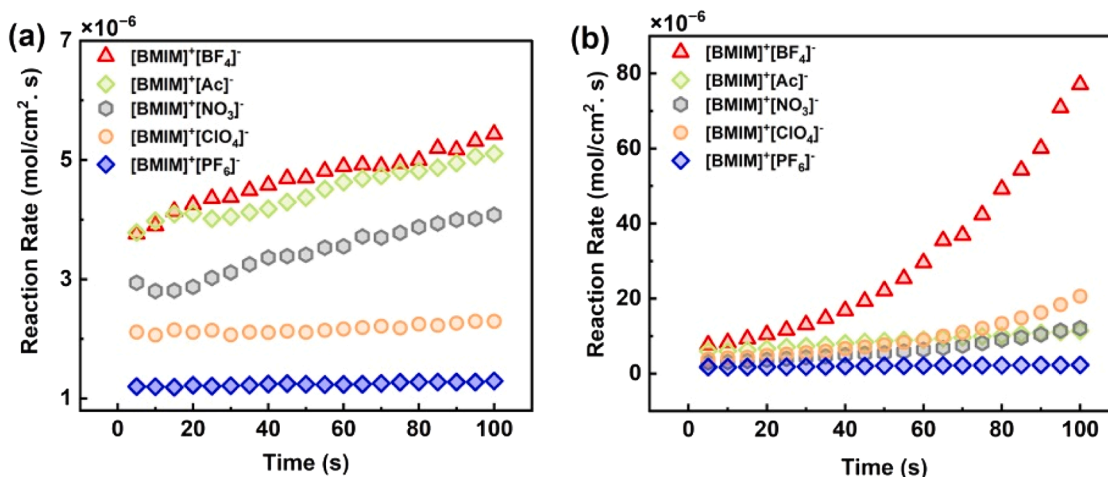 (a)
×10⁻⁶
[BMIM]⁺[BF₄]⁻
[BMIM]⁺[Ac]⁻
[BMIM]⁺[NO₃]⁻
[BMIM]⁺[ClO₄]⁻
[BMIM]⁺[PF₆]⁻
Reaction Rate (mol/cm². s)
7
5
3
1
0 20 40 60 80 100
Time (s)
(b)
×10⁻⁶
[BMIM]⁺[BF₄]⁻
[BMIM]⁺[Ac]⁻
[BMIM]⁺[NO₃]⁻
[BMIM]⁺[ClO₄]⁻
[BMIM]⁺[PF₆]⁻
Reaction Rate (mol/cm². s)
80
60
40
20
0
0 20 40 60 80 100
Time (s)